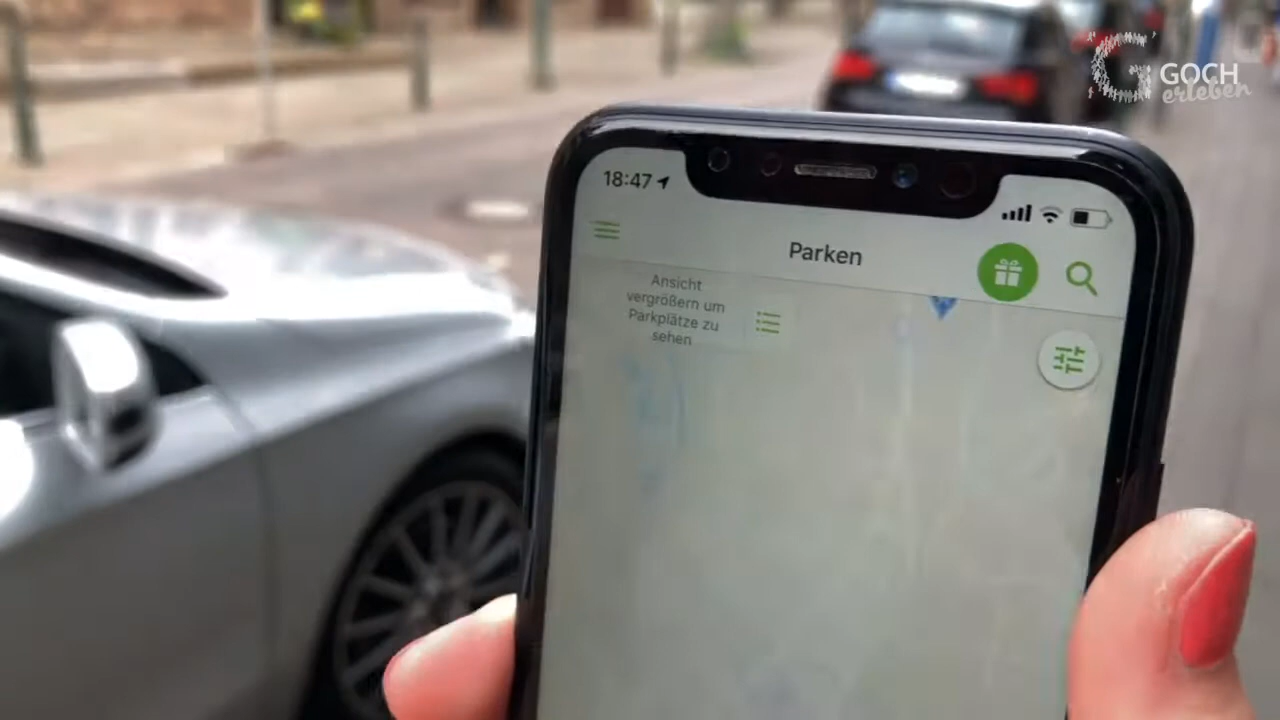 GOCH
erleben
18:47
Parken
Ansicht
vergrößern um
Parkplätze zu
sehen